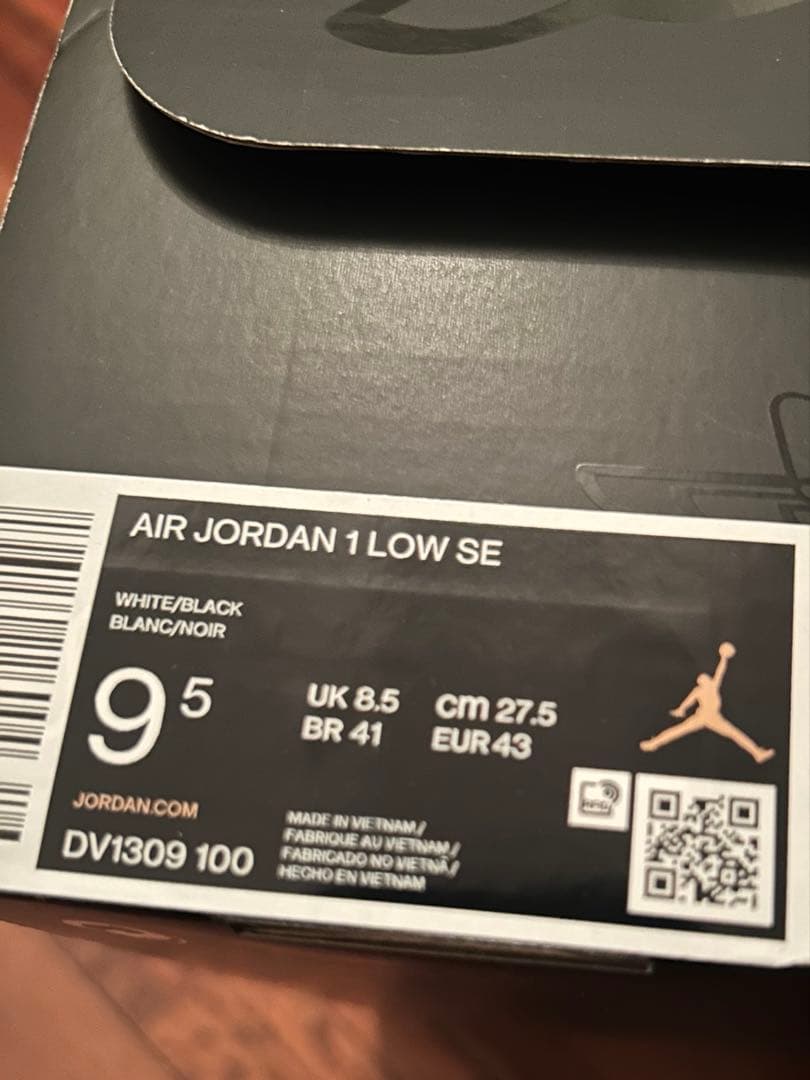 AIR JORDAN 1 LOW SE
WHITE/BLACK
BLANC/NOIR
9 5
UK 8.5 cm 27.5
BR 41 EUR 43
JORDAN.COM
DV1309 100
MADE IN VIETNAM/
FABRIQUE AU VIETNAM/
FABRICADO NO VIETNÃ/
HECHO EN VIETNAM
RFID